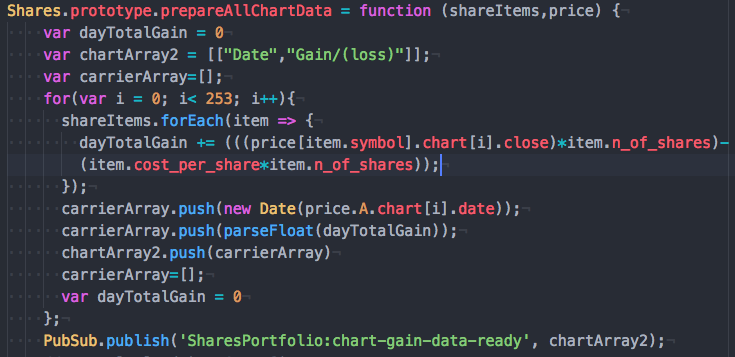 Shares.prototype.prepareAllChartData = function (shareItems,price) {
var dayTotalGain = 0
var chartArray2 = [["Date","Gain/(loss)"]];
var carrierArray=[];
for(var i = 0; i< 253; i++){
shareItems.forEach(item => {
dayTotalGain += (((price[item.symbol].chart[i].close)*item.n_of_shares)-
(item.cost_per_share*item.n_of_shares));
});
carrierArray.push(new Date(price.A.chart[i].date));
carrierArray.push(parseFloat(dayTotalGain));
chartArray2.push(carrierArray)
carrierArray=[];
var dayTotalGain = 0
};
PubSub.publish('SharesPortfolio:chart-gain-data-ready', chartArray2);